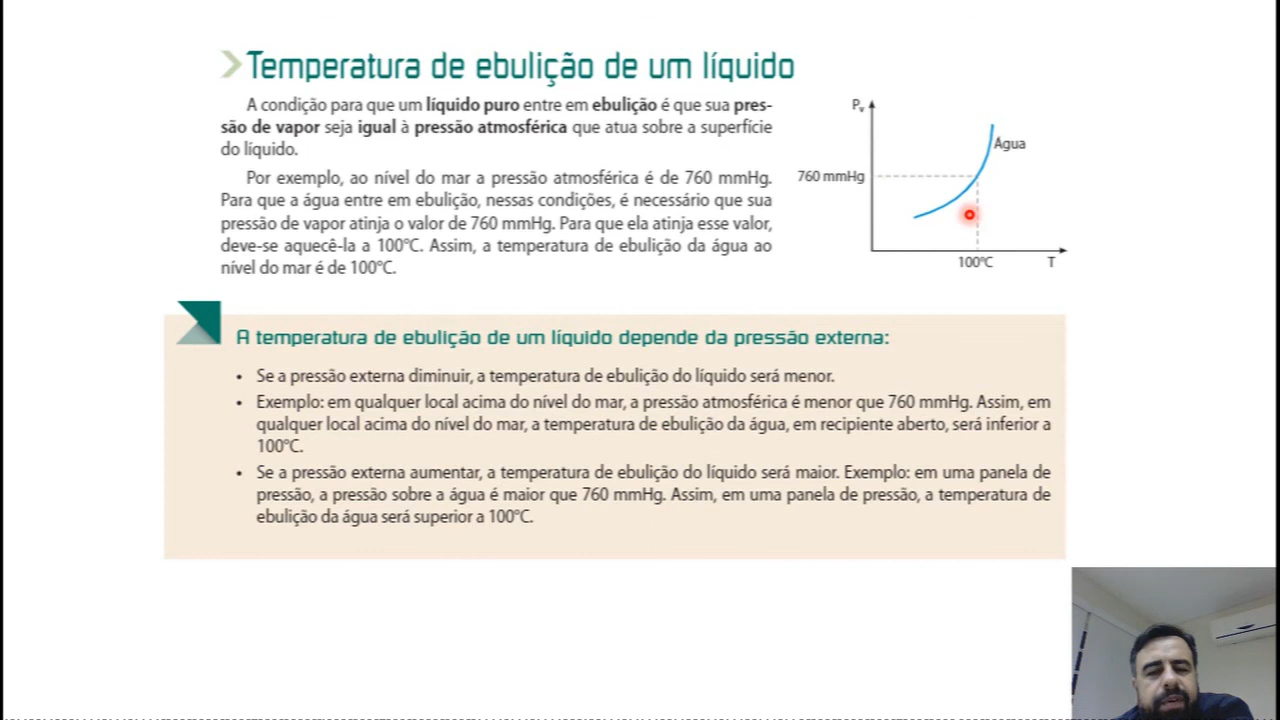 Temperatura de ebulição de um líquido
A condição para que um líquido puro entre em ebulição é que sua pres-
são de vapor seja igual à pressão atmosférica que atua sobre a superfície
do líquido.
Por exemplo, ao nível do mar a pressão atmosférica é de 760 mmHg.
Para que a água entre em ebulição, nessas condições, é necessário que sua
pressão de vapor atinja o valor de 760 mmHg. Para que ela atinja esse valor,
deve-se aquecê-la a 100°C. Assim, a temperatura de ebulição da água ao
nível do mar é de 100°C.
Pv
Água
760 mmHg
100°C
T
A temperatura de ebulição de um líquido depende da pressão externa:
• Se a pressão externa diminuir, a temperatura de ebulição do líquido será menor.
• Exemplo: em qualquer local acima do nível do mar, a pressão atmosférica é menor que 760 mmHg. Assim, em
qualquer local acima do nível do mar, a temperatura de ebulição da água, em recipiente aberto, será inferior a
100°C.
• Se a pressão externa aumentar, a temperatura de ebulição do líquido será maior. Exemplo: em uma panela de
pressão, a pressão sobre a água é maior que 760 mmHg. Assim, em uma panela de pressão, a temperatura de
ebulição da água será superior a 100°C.